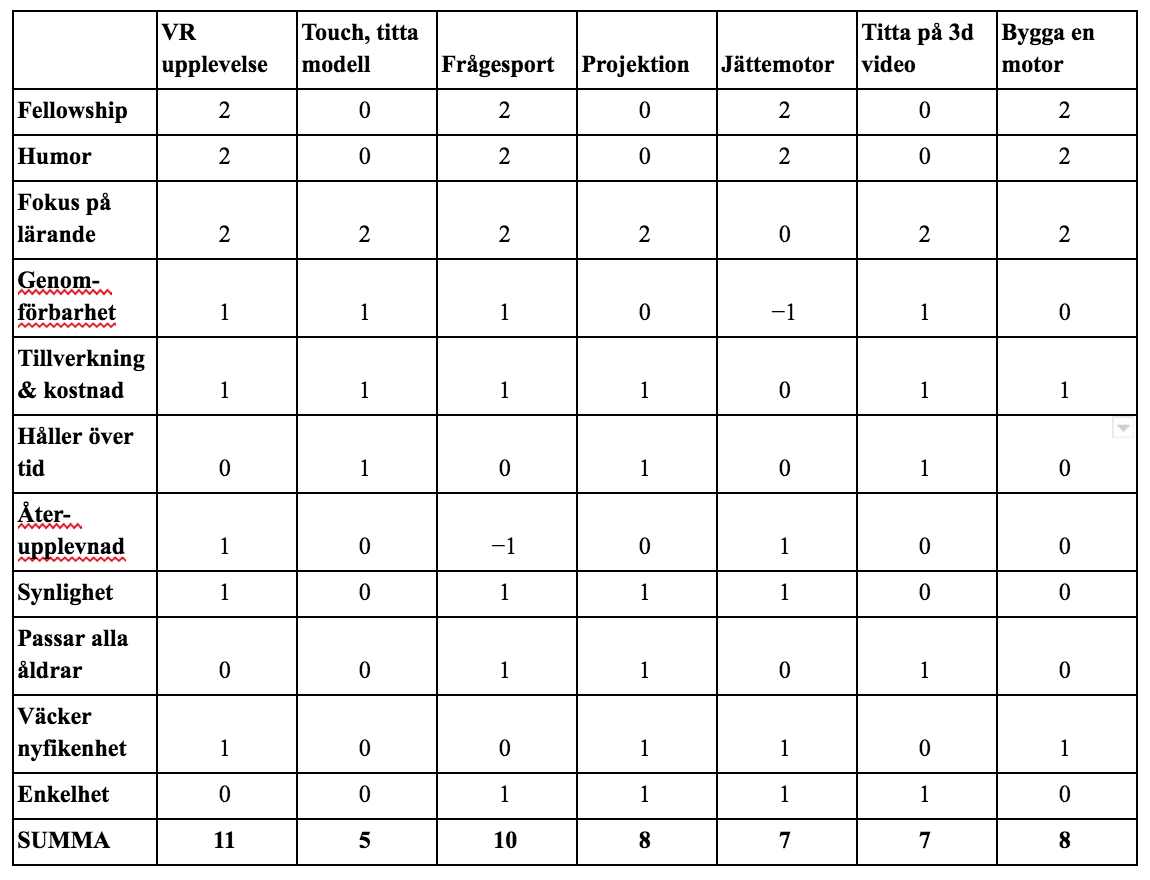 VR upplevelse Touch, titta modell Frågesport Projektion Jättemotor Titta på 3d video Bygga en motor
Fellowship 2 0 2 0 2 0 2
Humor 2 0 2 0 2 0 2
Fokus på lärande 2 2 2 2 0 2 2
Genom-förbarhet 1 1 1 0 −1 1 0
Tillverkning & kostnad 1 1 1 1 0 1 1
Håller över tid 0 1 0 1 0 1 0
Åter-upplevnad 1 0 −1 0 1 0 0
Synlighet 1 0 1 1 1 0 0
Passar alla åldrar 0 0 1 1 0 1 0
Väcker nyfikenhet 1 0 0 1 1 0 1
Enkelhet 0 0 1 1 1 1 0
SUMMA 11 5 10 8 7 7 8